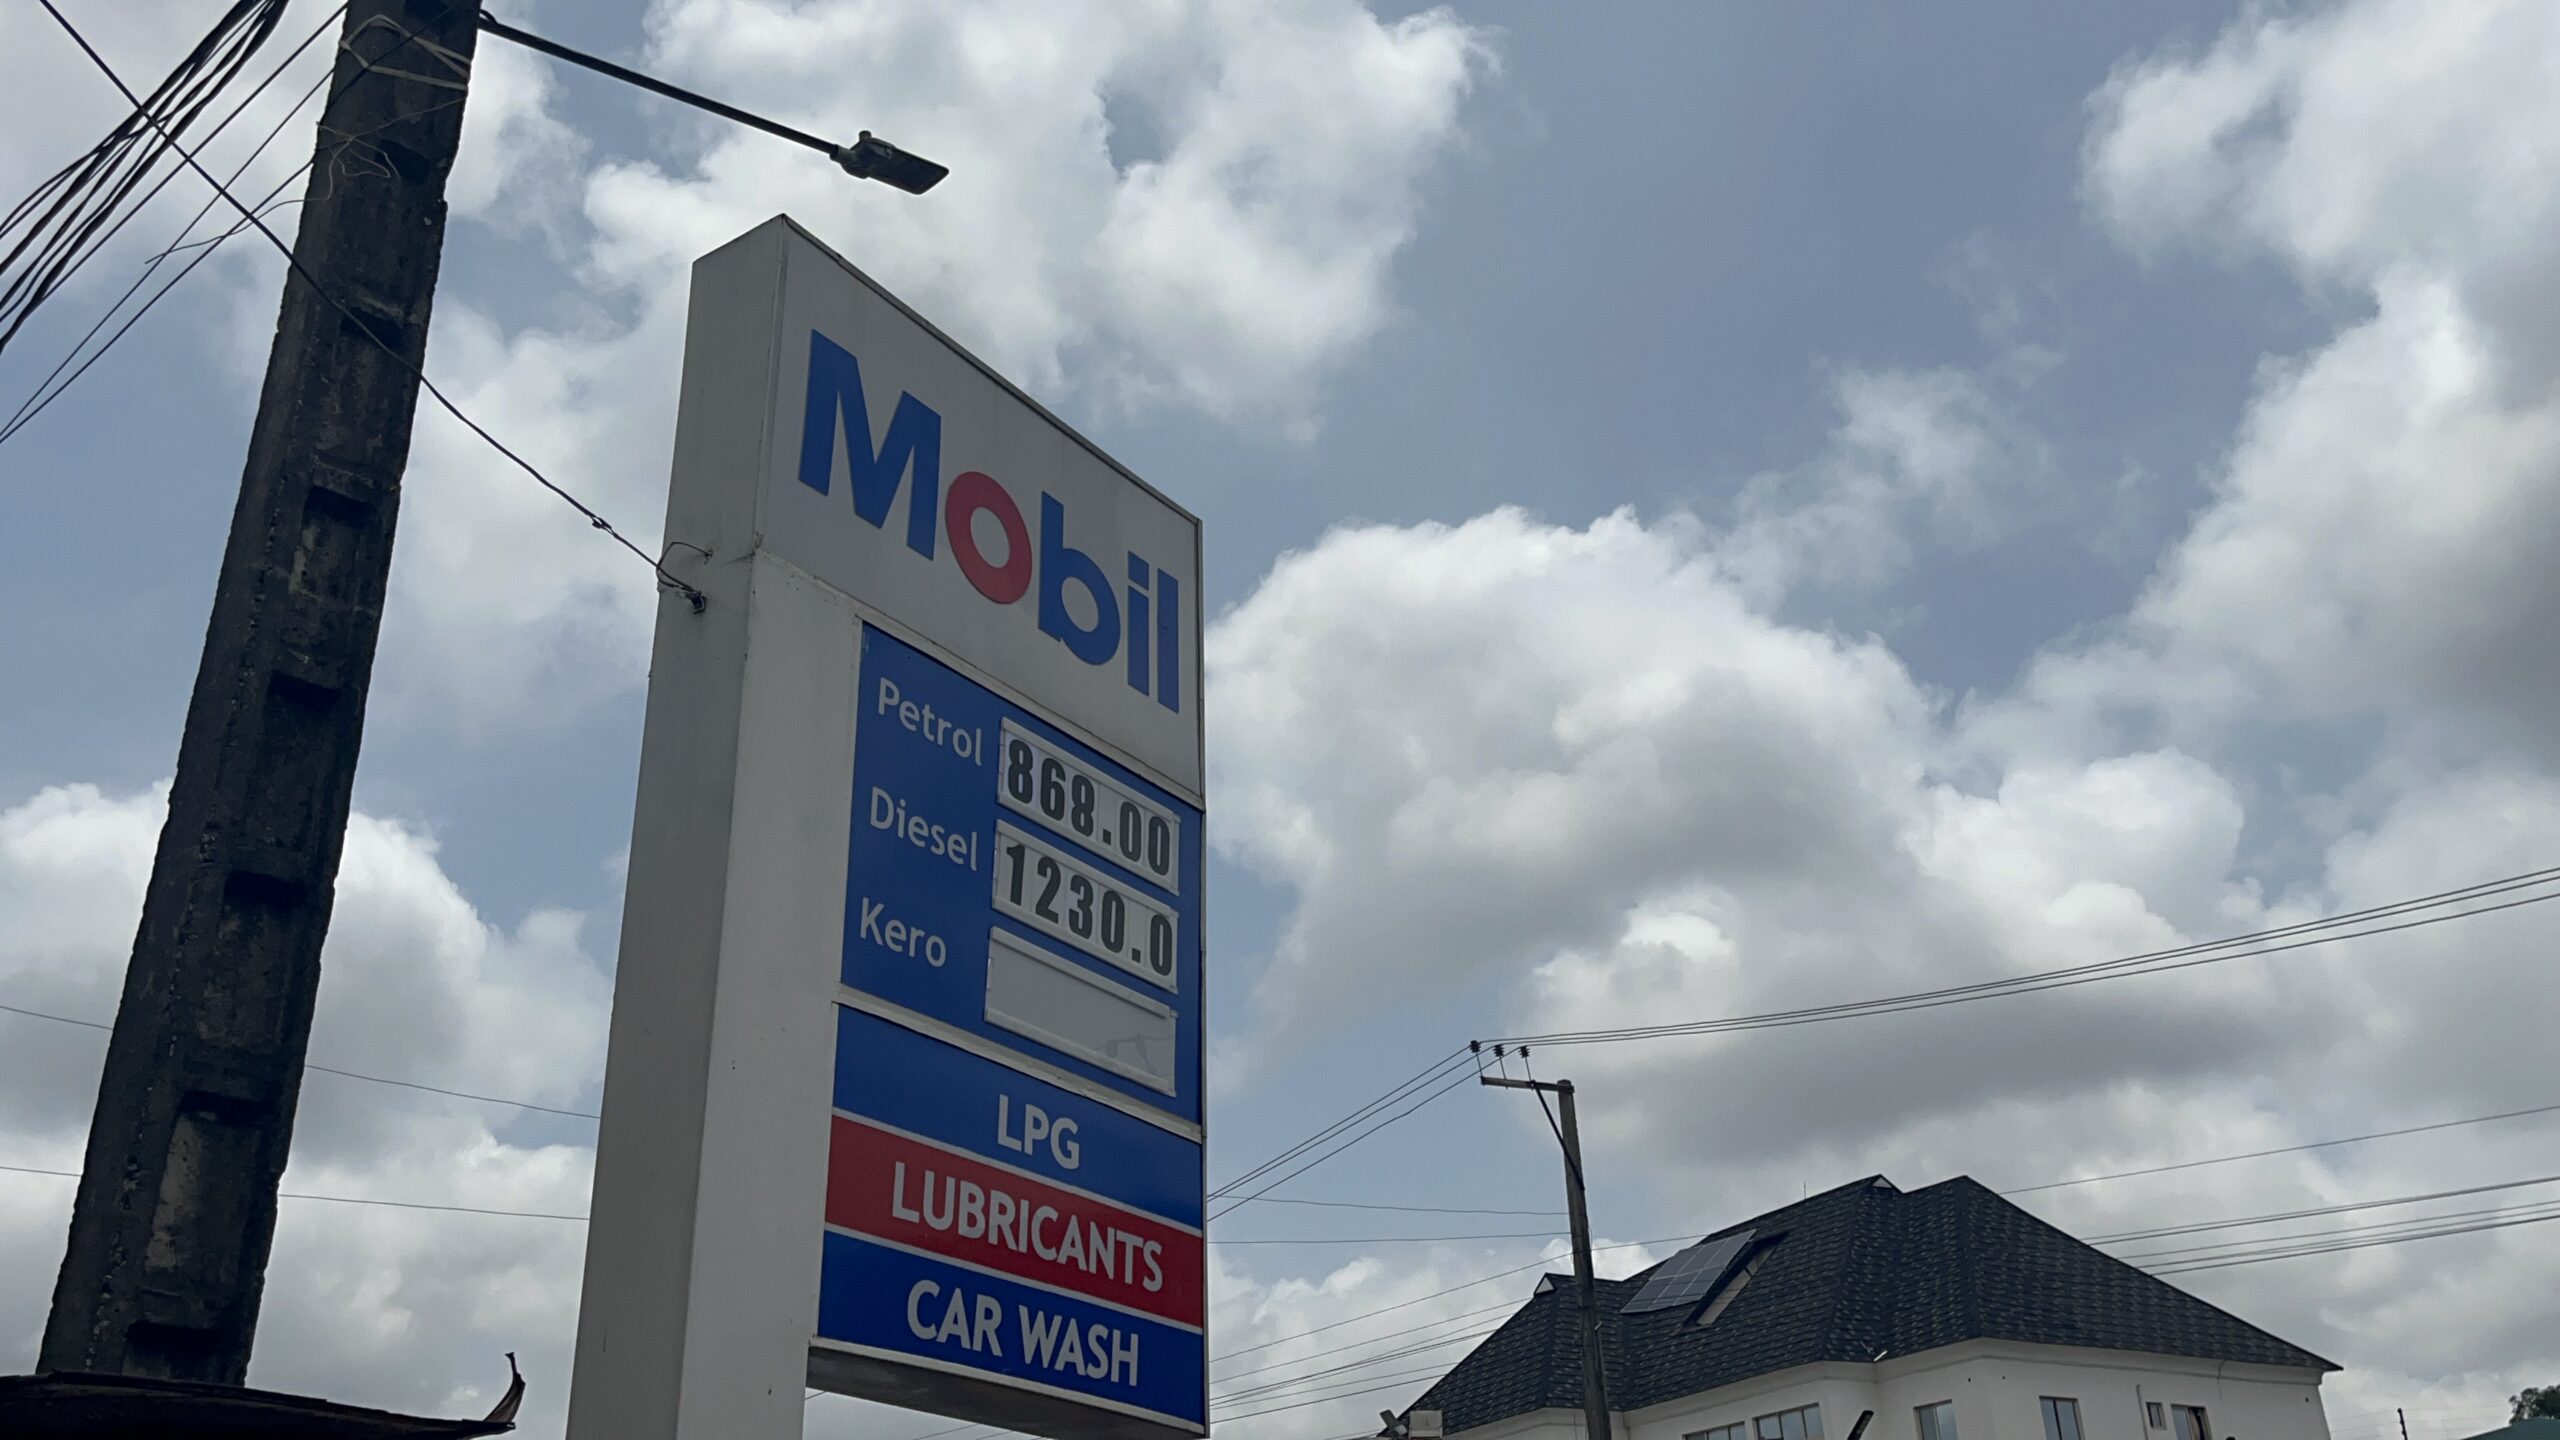 Mobil
Petrol 868.00
Diesel 1230.0
Kero
LPG
LUBRICANTS
CAR WASH